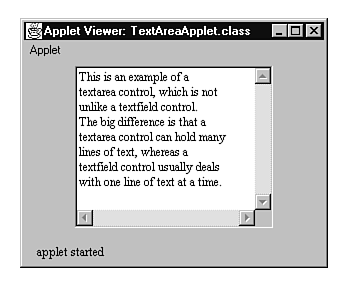 Applet Viewer: TextAreaApplet.class
Applet
This is an example of a
textarea control, which is not
unlike a textfield control.
The big difference is that a
textarea control can hold many
lines of text, whereas a
textfield control usually deals
with one line of text at a time.
applet started